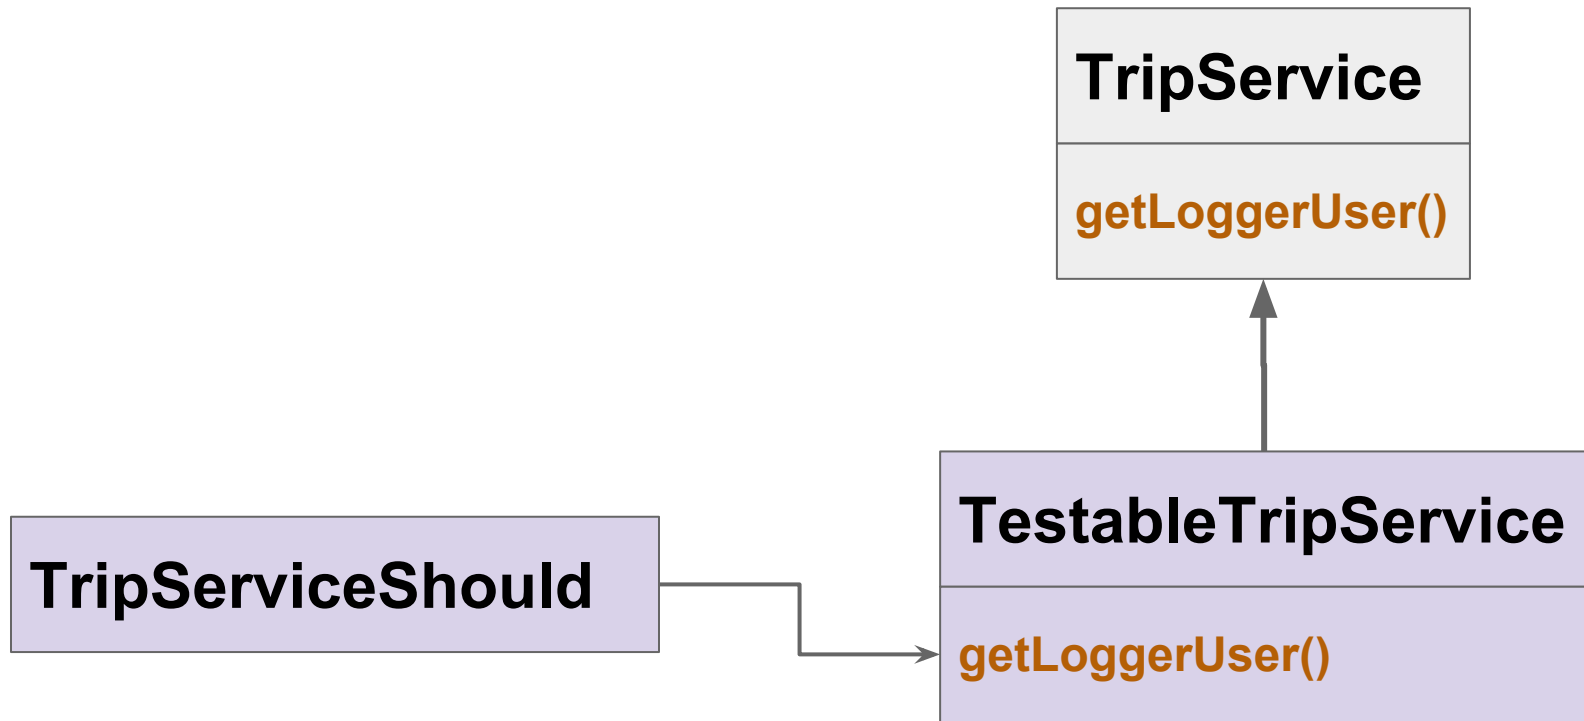 TripService
getLoggerUser()
TripServiceShould
TestableTripService
getLoggerUser()